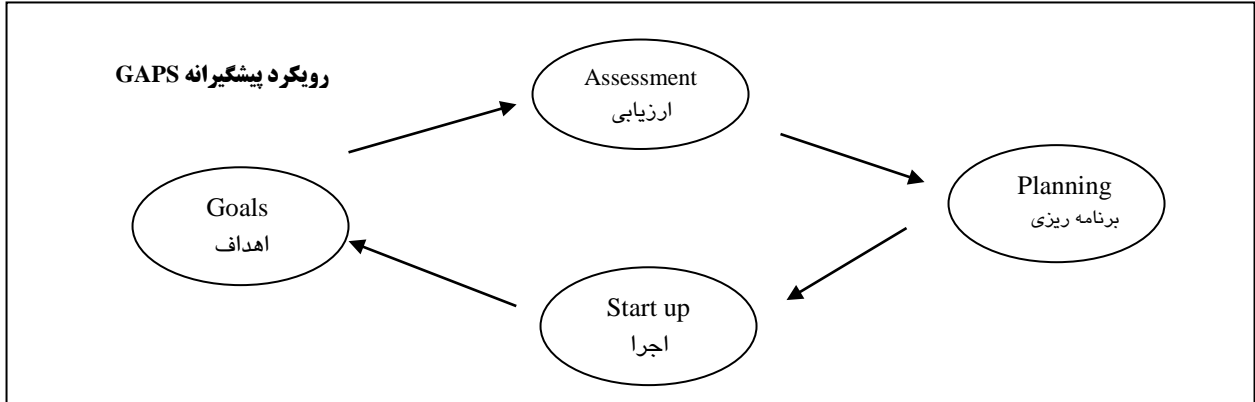 رویکرد پیشگیرانه GAPS
Assessment
ارزیابی
Planning
برنامه ریزی
Goals
اهداف
Start up
اجرا